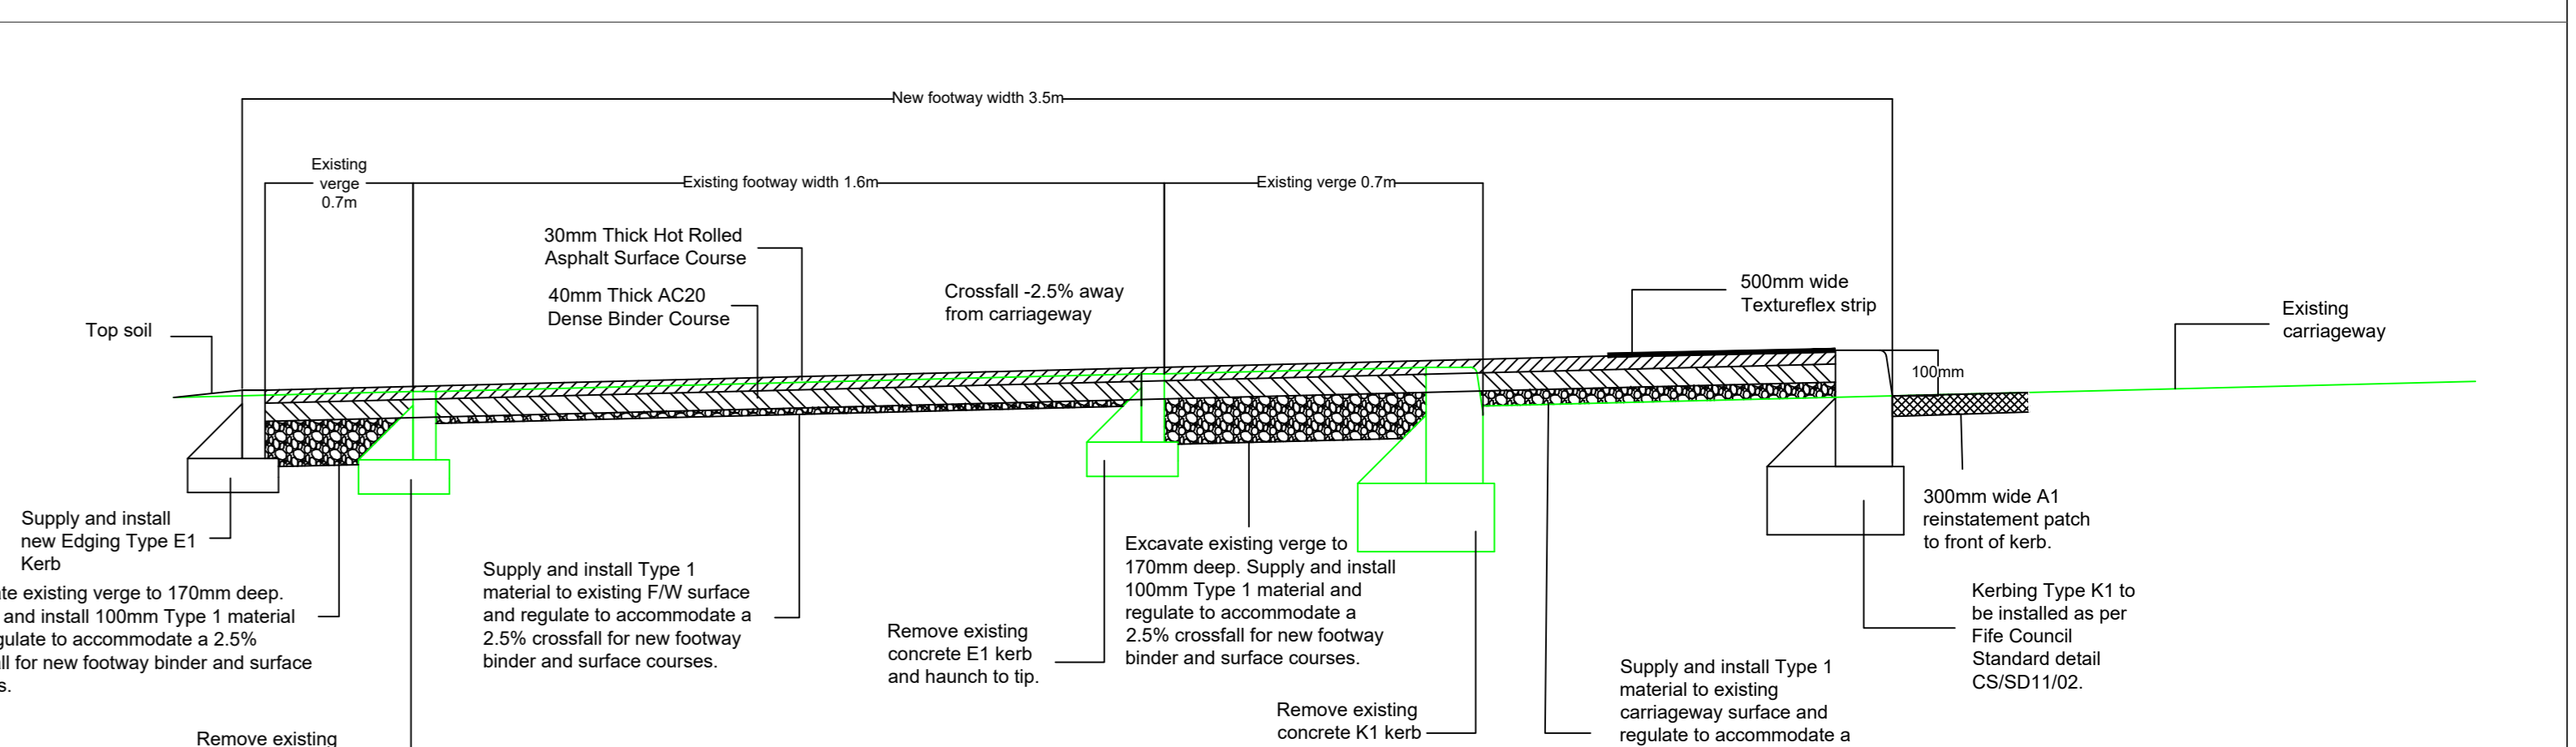 New footway width 3.5m
Existing
verge
0.7m
Existing footway width 1.6m
Existing verge 0.7m
30mm Thick Hot Rolled
Asphalt Surface Course
40mm Thick AC20
Dense Binder Course
Crossfall -2.5% away
from carriageway
500mm wide
Textureflex strip
Existing
carriageway
Top soil
100mm
Supply and install
new Edging Type E1
Kerb
te existing verge to 170mm deep.
and install 100mm Type 1 material
gulate to accommodate a 2.5%
ll for new footway binder and surface
s.
Remove existing
Supply and install Type 1
material to existing F/W surface
and regulate to accommodate a
2.5% crossfall for new footway
binder and surface courses.
Remove existing
concrete E1 kerb
and haunch to tip.
Excavate existing verge to
170mm deep. Supply and install
100mm Type 1 material and
regulate to accommodate a
2.5% crossfall for new footway
binder and surface courses.
Remove existing
concrete K1 kerb
Supply and install Type 1
material to existing
carriageway surface and
regulate to accommodate a
300mm wide A1
reinstatement patch
to front of kerb.
Kerbing Type K1 to
be installed as per
Fife Council
Standard detail
CS/SD11/02.